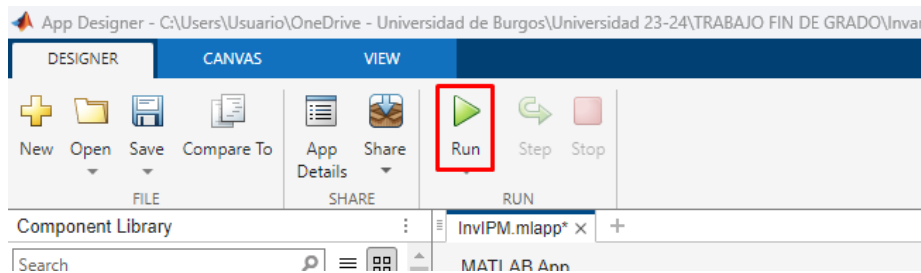 App Designer - C:\Users\Usuario\OneDrive - Universidad de Burgos\Universidad 23-24\TRABAJO FIN DE GRADO\Invar
DESIGNER CANVAS VIEW
New Open Save Compare To App Details Share Run Step Stop
FILE SHARE RUN
Component Library InvIPM.mlapp*
Search MATLAB App